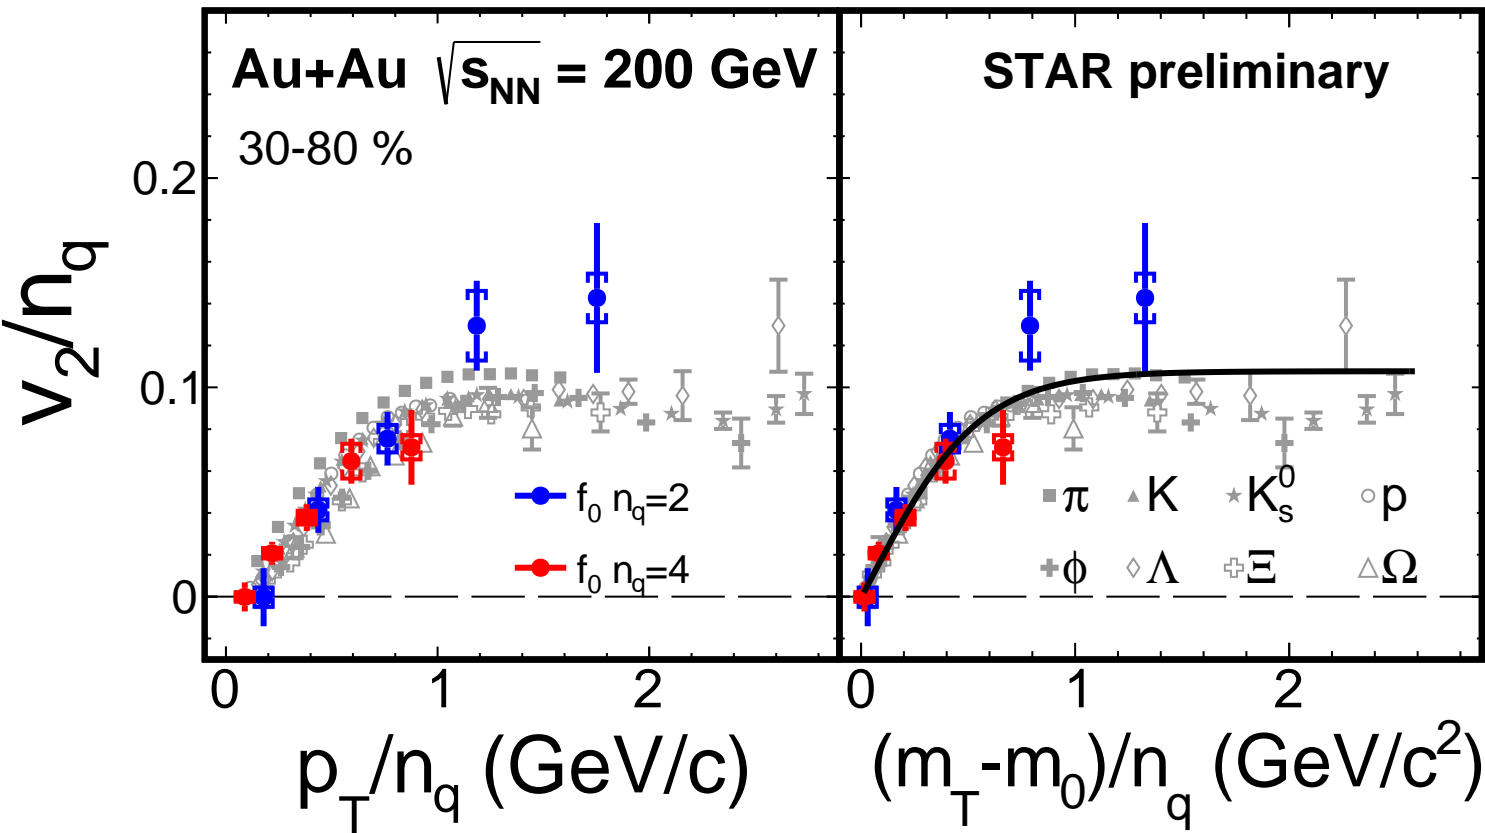 Au+Au √sNN = 200 GeV
STAR preliminary
30-80 %
v2/nq
0.2
0.1
0
f0 nq=2
f0 nq=4
π K K0s p
ϕ Λ Ξ Ω
0 1 2
0 1 2
pT/nq (GeV/c)
(mT-m0)/nq (GeV/c2)